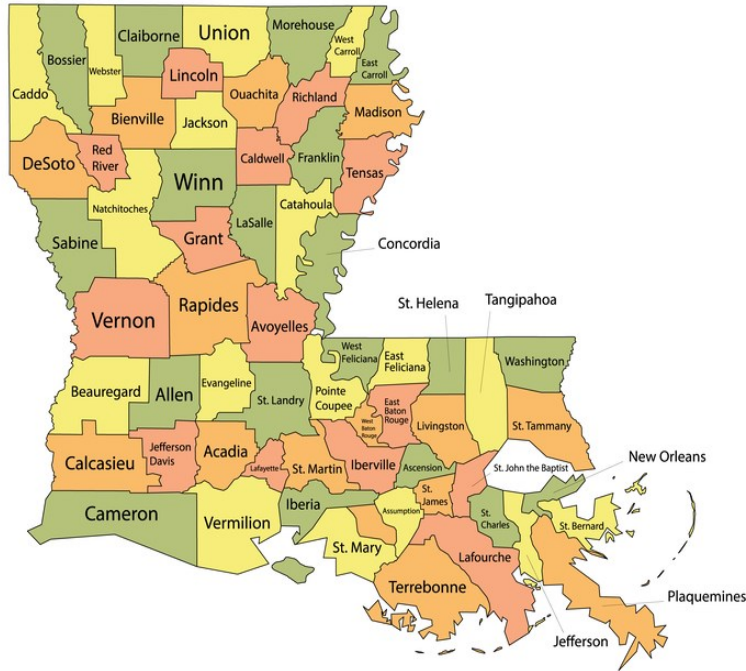 Union
Claiborne
Morehouse
West
Carroll
Bossier
Webster
East
Carroll
Lincoln
Caddo
Ouachita
Richland
Bienville
Jackson
Madison
DeSoto
Red
River
Caldwell
Franklin
Tensas
Winn
Natchitoches
Catahoula
LaSalle
Sabine
Grant
Concordia
Rapides
Vernon
Avoyelles
St. Helena
Tangipahoa
West
Feliciana
East
Feliciana
Washington
Beauregard
Allen
Evangeline
St. Landry
Pointe
Coupee
East
Baton
Rouge
West
Baton
Rouge
Livingston
St. Tammany
Calcasieu
Jefferson
Davis
Acadia
Lafayette
St. Martin
Iberville
Ascension
St. John the Baptist
New Orleans
Cameron
Vermilion
Iberia
St.
James
Assumption
St.
Charles
St. Bernard
St. Mary
Lafourche
Terrebonne
Plaquemines
Jefferson